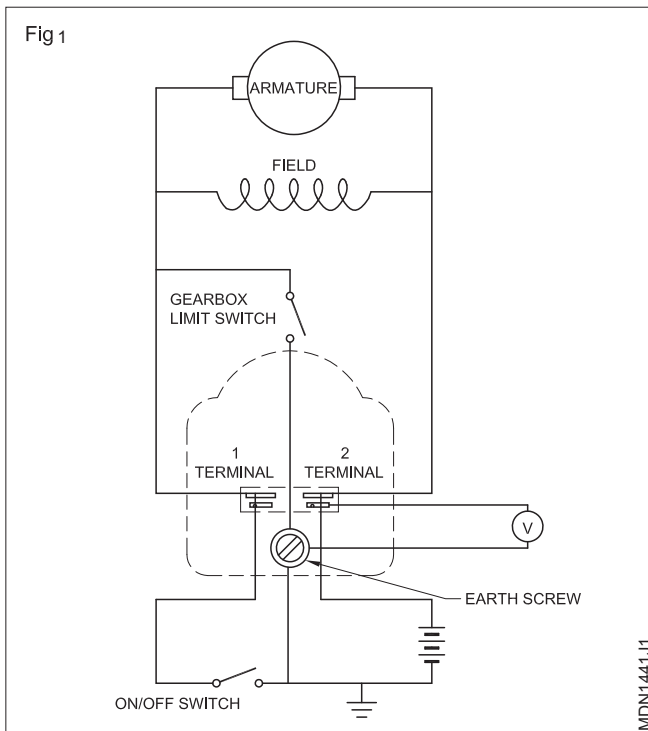 Fig 1
ARMATURE
FIELD
GEARBOX
LIMIT SWITCH
1
TERMINAL
2
TERMINAL
V
EARTH SCREW
ON/OFF SWITCH
MDN1441J1